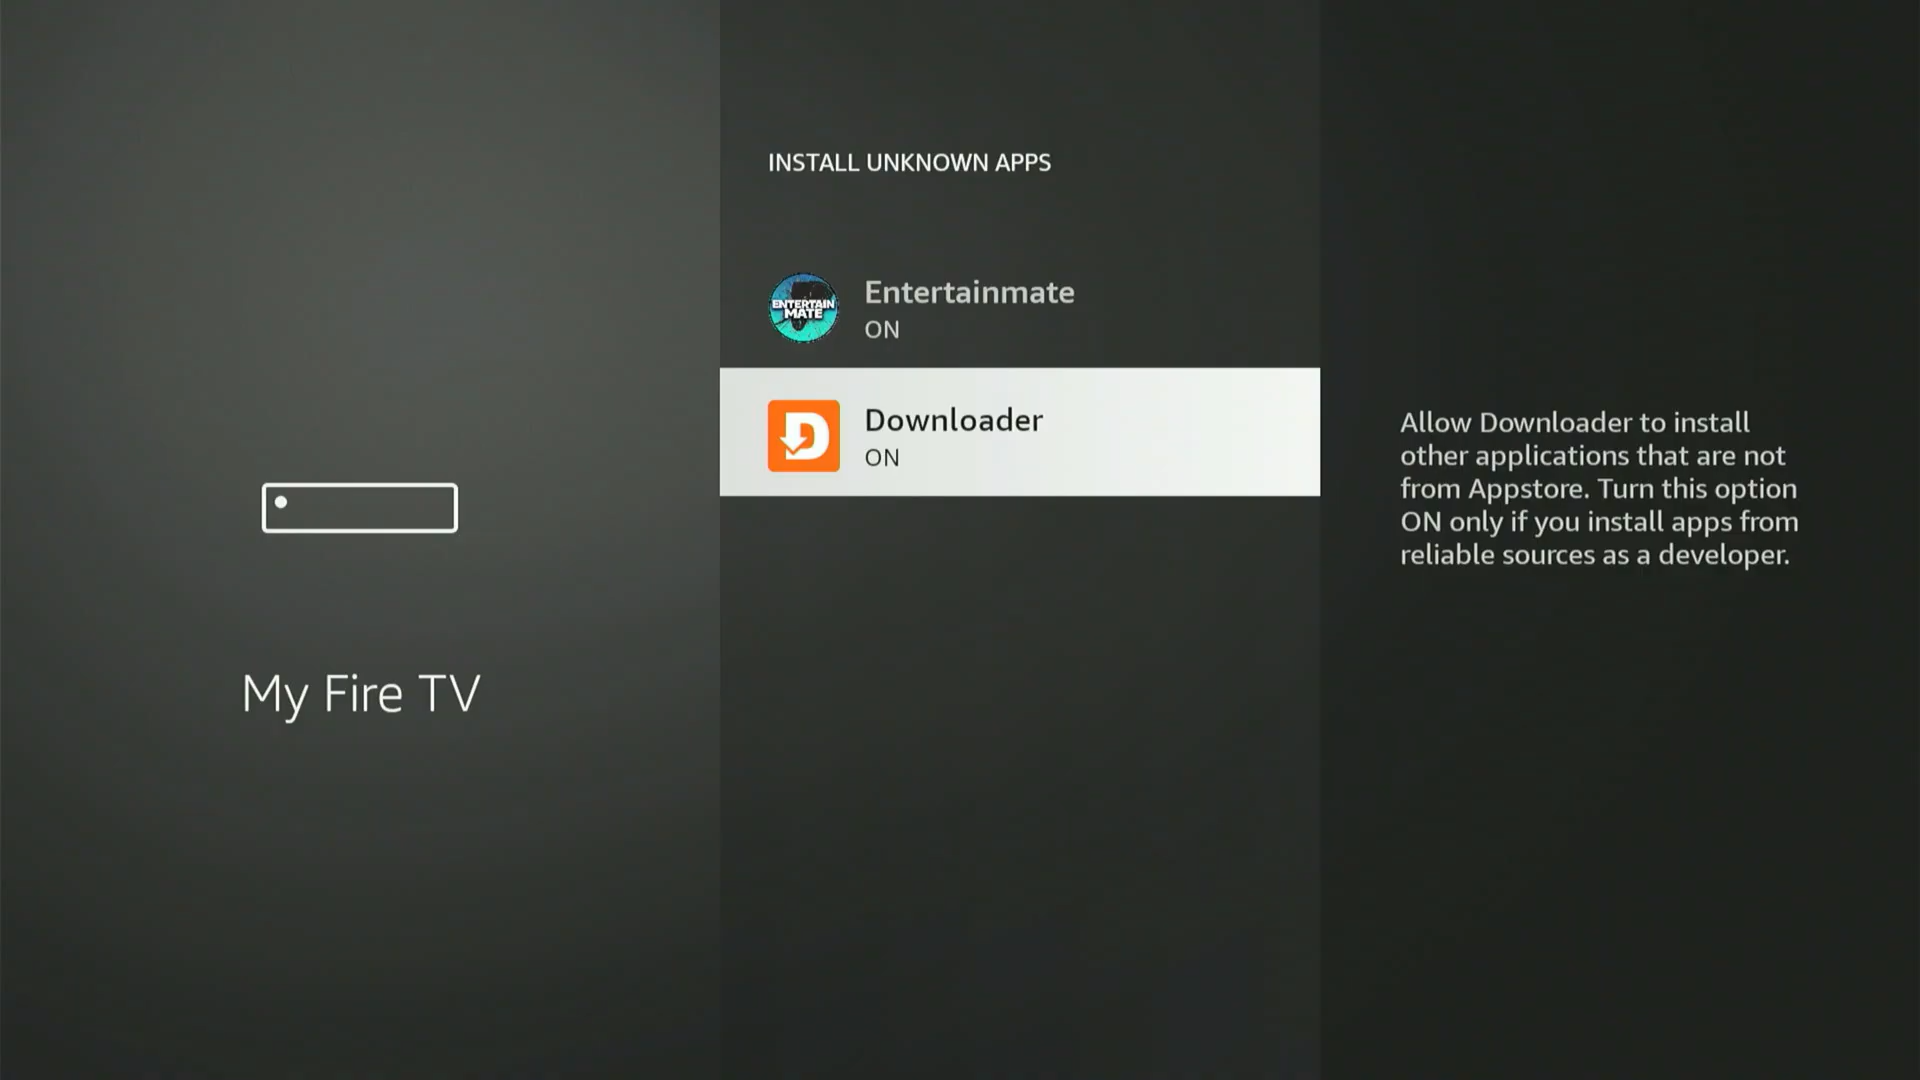 INSTALL UNKNOWN APPS
ENTERTAIN
MATE
Entertainmate
ON
D
Downloader
ON
My Fire TV
Allow Downloader to install
other applications that are not
from Appstore. Turn this option
ON only if you install apps from
reliable sources as a developer.